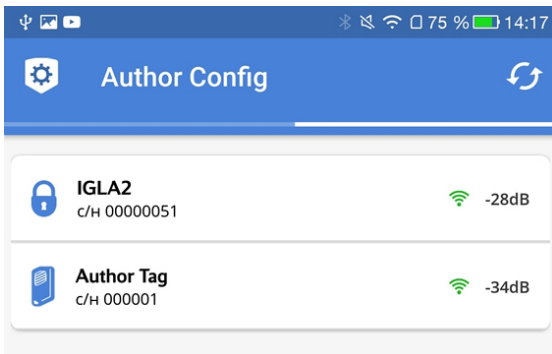 75 % 14:17
Author Config
IGLA2
с/н 00000051
-28dB
Author Tag
с/н 000001
-34dB